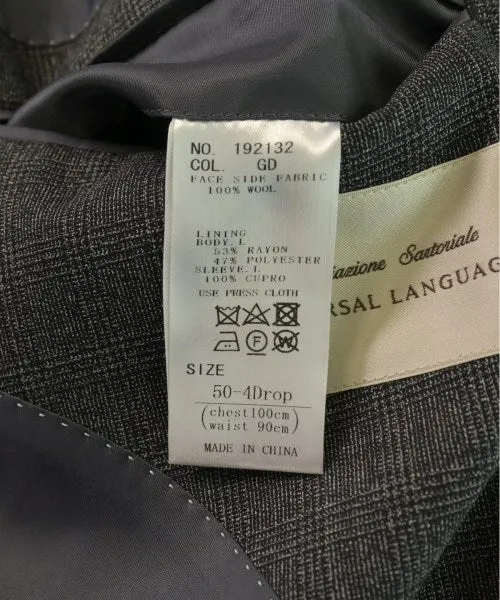 NO. 192132
COL. GD
FACE SIDE FABRIC
100% WOOL
LINING
BODY.L
53% RAYON
47% POLYESTER
SLEEVE.L
100% CUPRO
USE PRESS CLOTH
SIZE
50-4Drop
(chest100cm)
(waist 90cm)
MADE IN CHINA
Sartoriale
LANGUAG